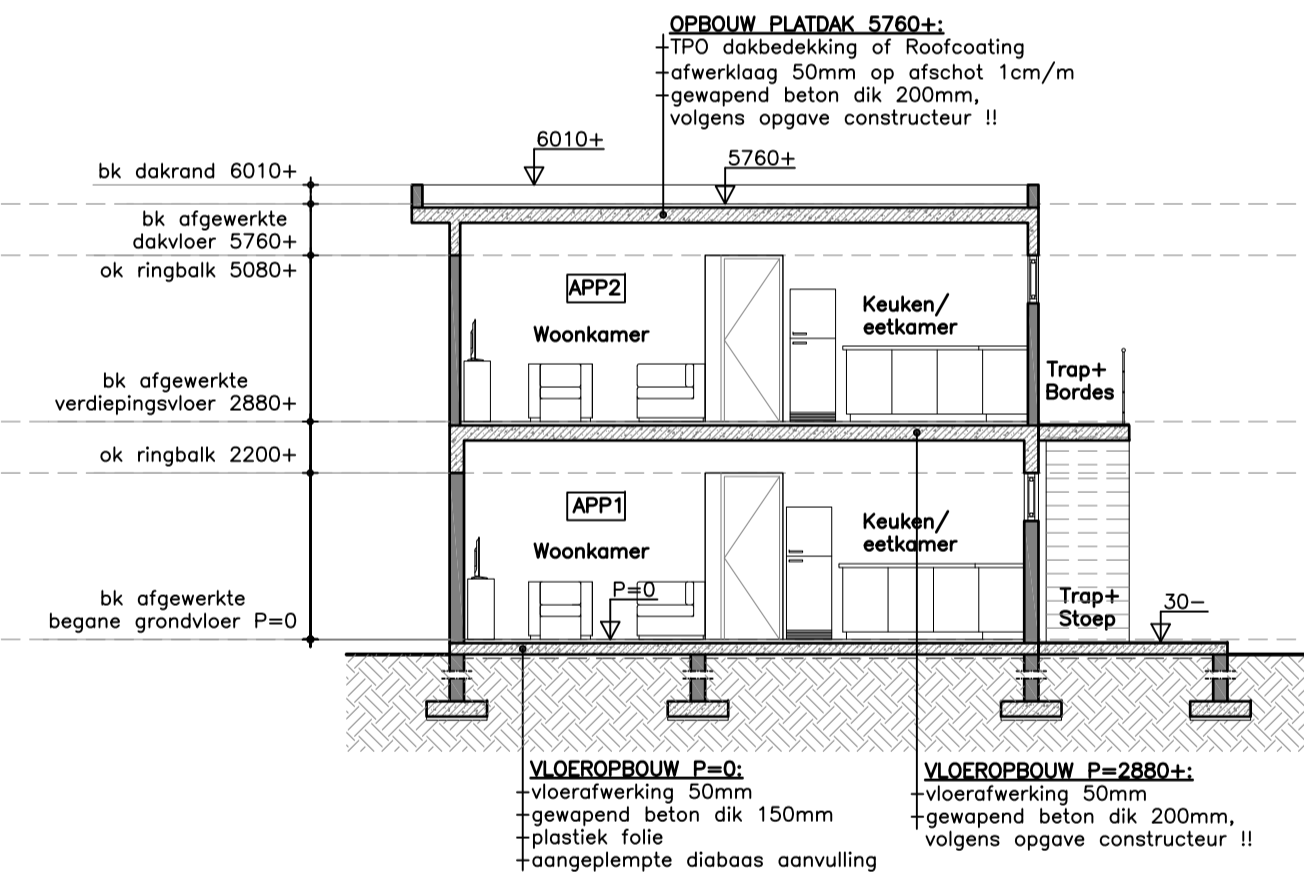 OPBOUW PLATDAK 5760+:
TPO dakbedekking of Roofcoating
afwerklaag 50mm op afschot 1cm/m
gewapend beton dik 200mm,
volgens opgave constructeur !!
6010+
5760+
bk dakrand 6010+
bk afgewerkte
dakvloer 5760+
ok ringbalk 5080+
APP2
Woonkamer
Keuken/
eetkamer
bk afgewerkte
verdiepingsvloer 2880+
Trap+
Bordes
ok ringbalk 2200+
APP1
Woonkamer
Keuken/
eetkamer
bk afgewerkte
begane grondvloer P=0
P=0
Trap+
Stoep
30-
VLOEROPBOUW P=0:
vloerafwerking 50mm
gewapend beton dik 150mm
plastiek folie
aangeplempte diabaas aanvulling
VLOEROPBOUW P=2880+:
vloerafwerking 50mm
gewapend beton dik 200mm,
volgens opgave constructeur !!